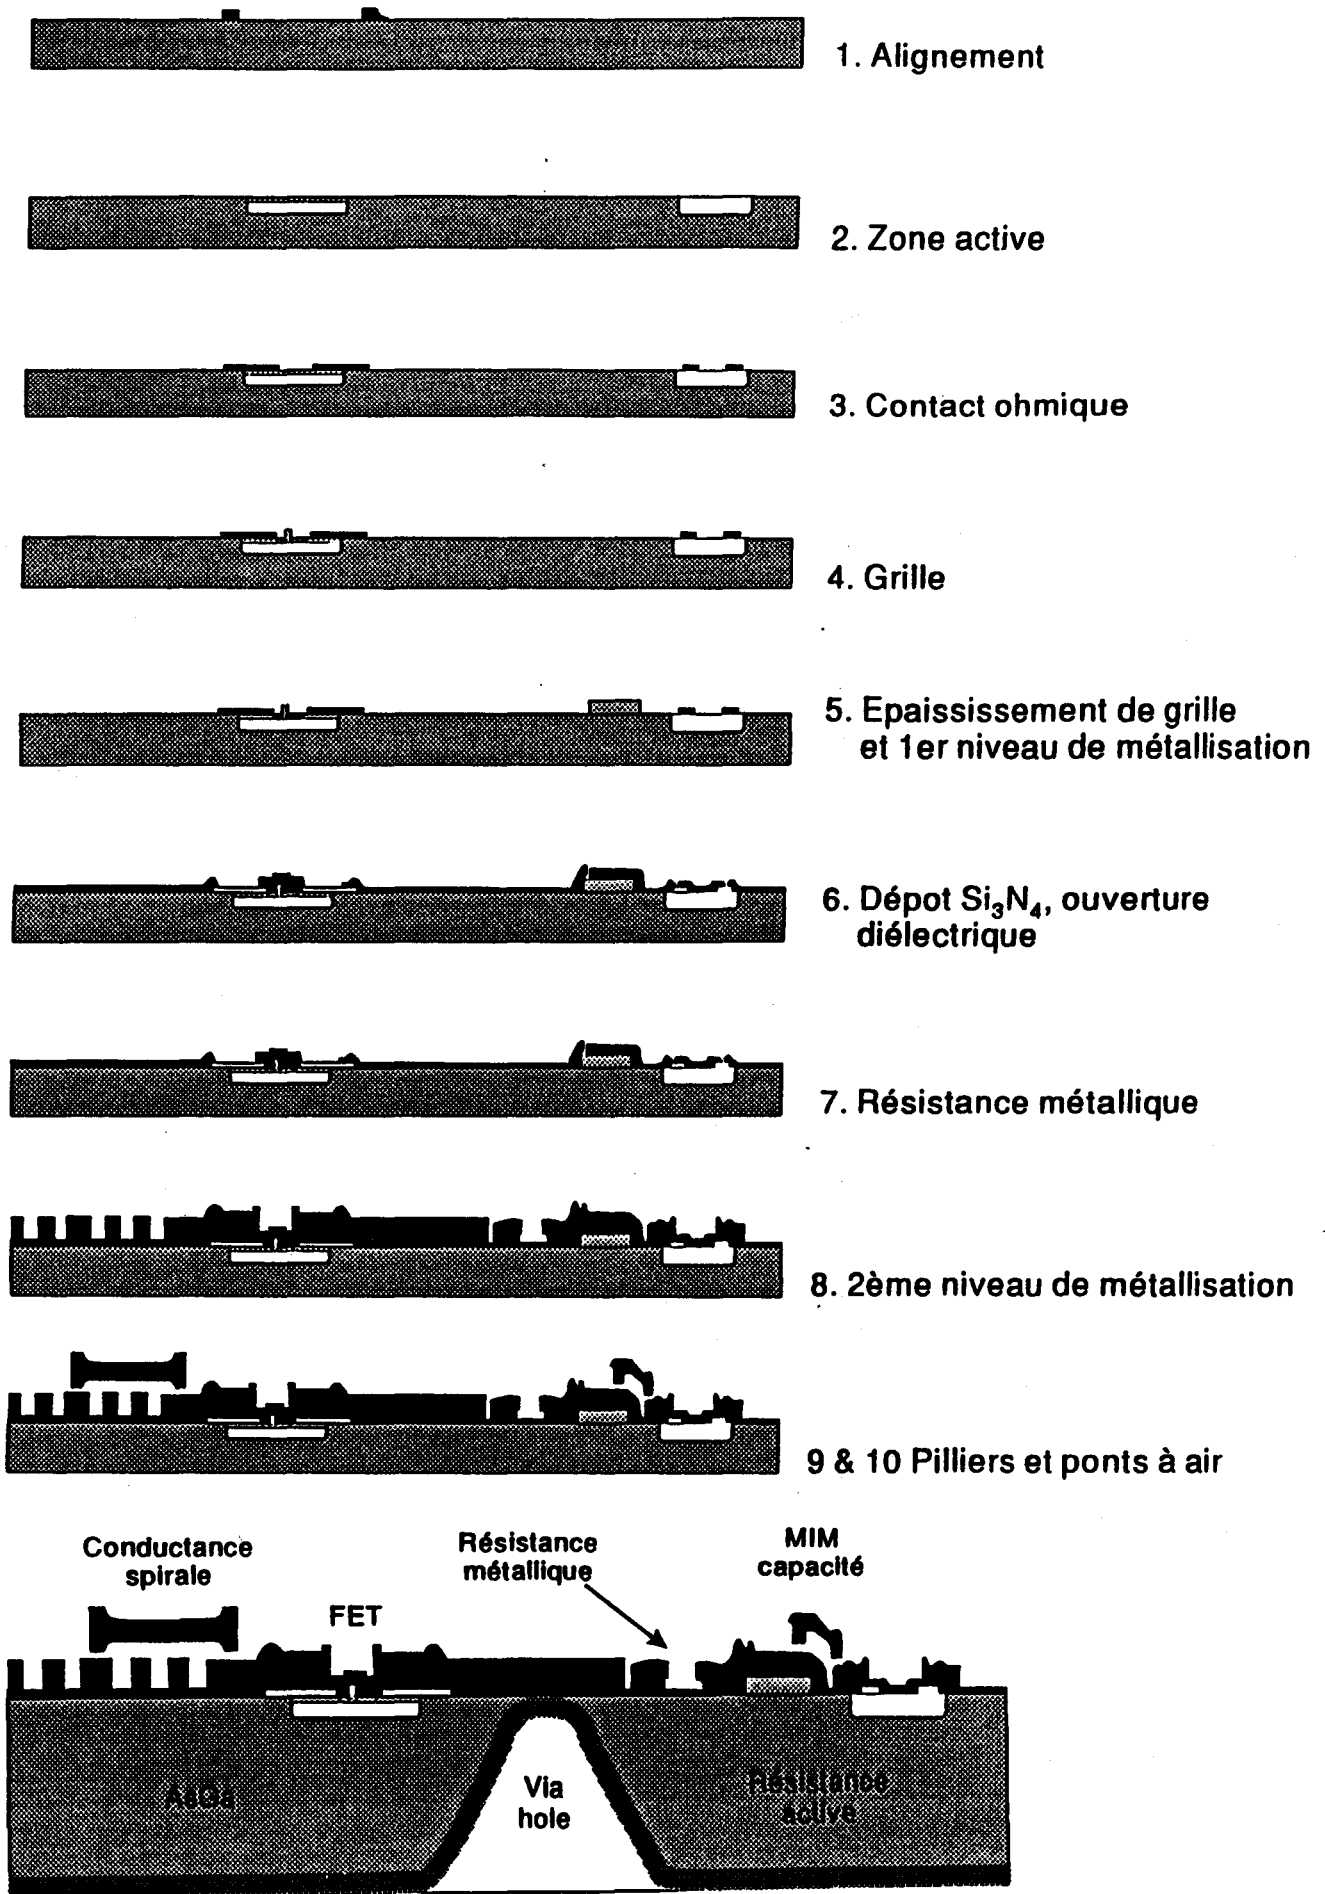 1. Alignement
2. Zone active
3. Contact ohmique
4. Grille
5. Epaississement de grille
et 1er niveau de métallisation
6. Dépot Si₃N₄, ouverture
diélectrique
7. Résistance métallique
8. 2ème niveau de métallisation
9 & 10 Pilliers et ponts à air
Conductance
spirale
FET
Résistance
métallique
MIM
capacité
AsGa
Via
hole
Résistance
active